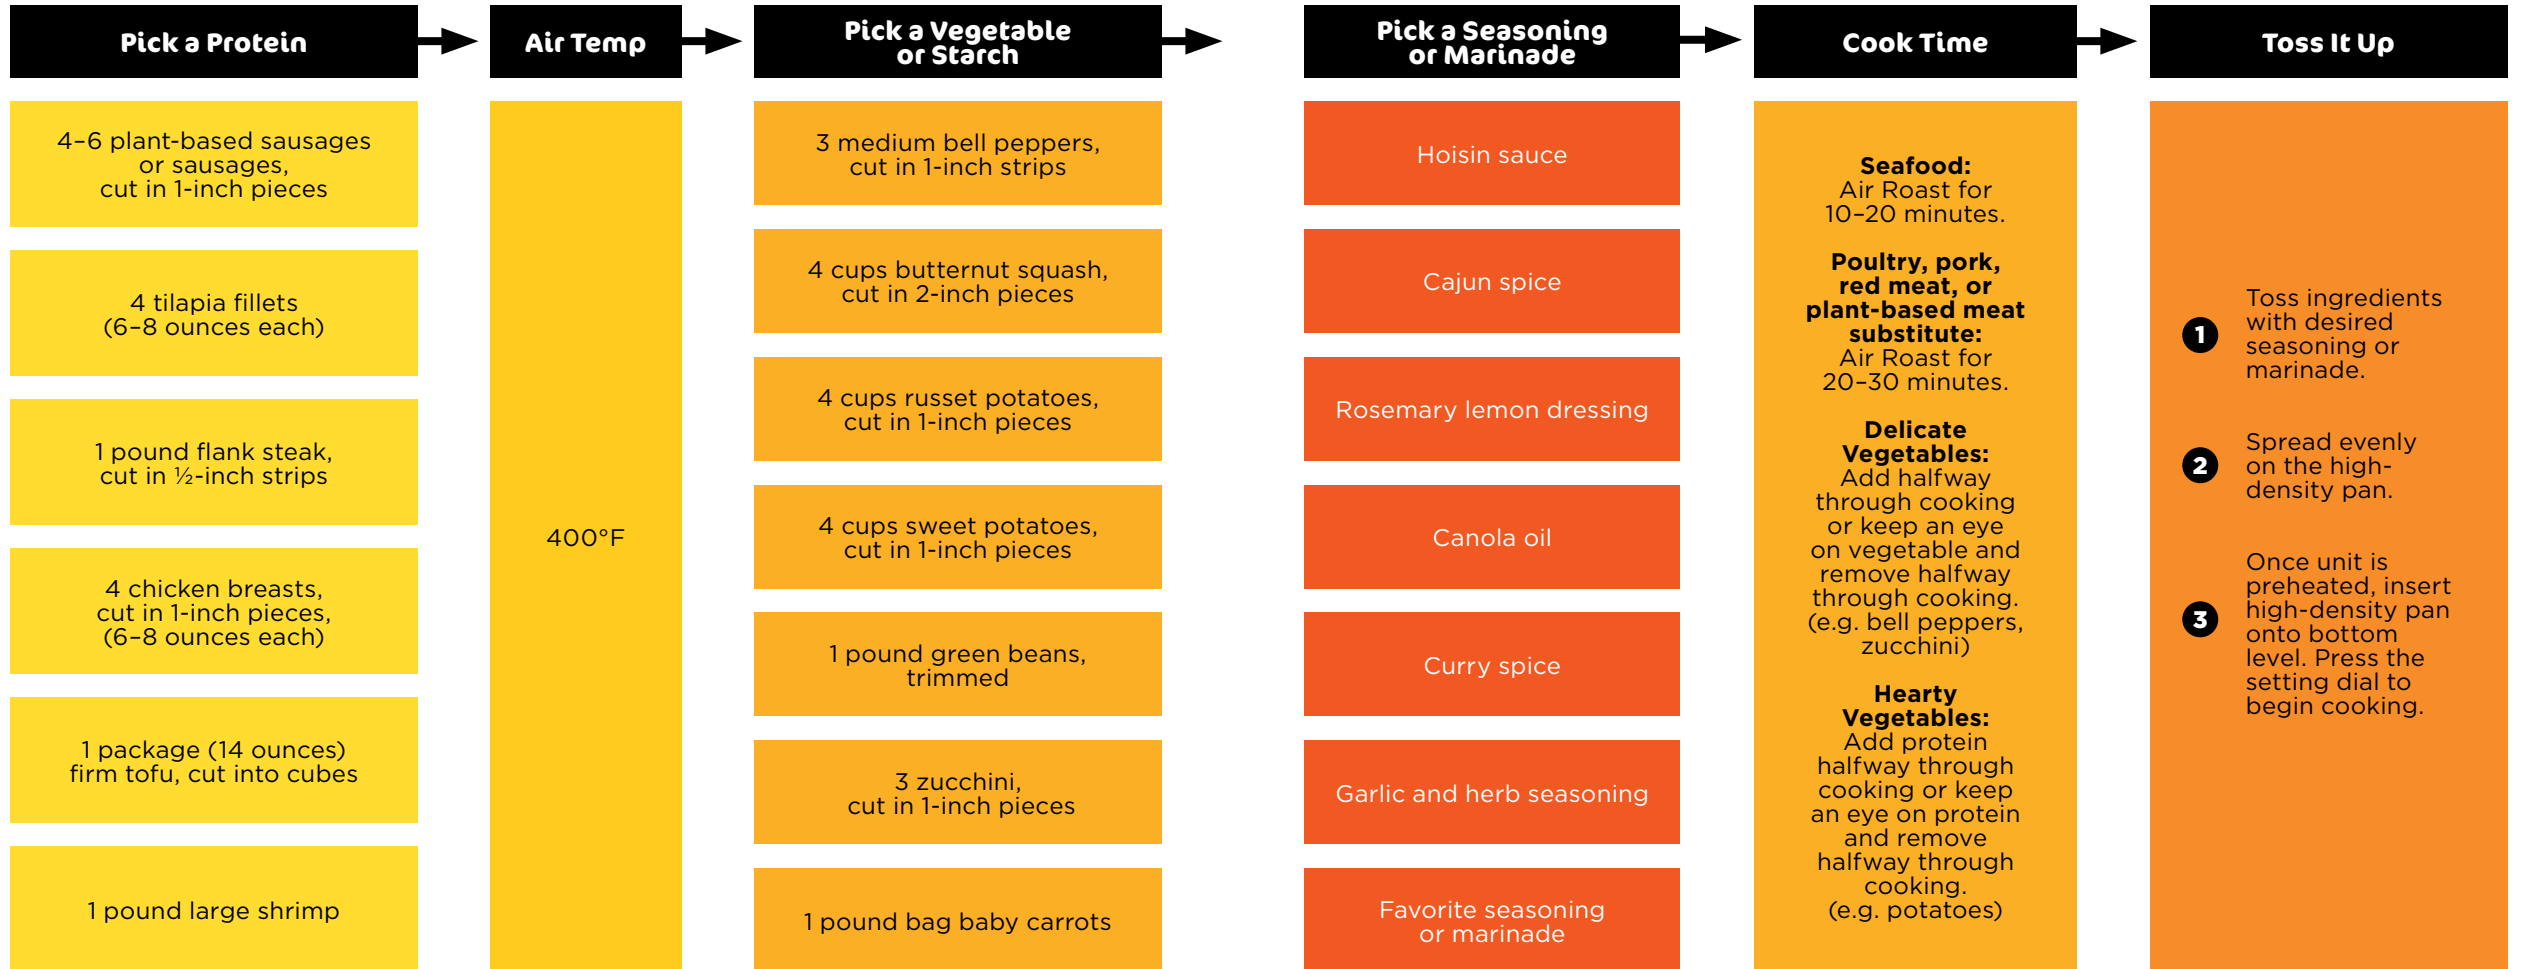 Pick a Protein
4–6 plant-based sausages
or sausages,
cut in 1-inch pieces
4 tilapia fillets
(6–8 ounces each)
1 pound flank steak,
cut in ½-inch strips
4 chicken breasts,
cut in 1-inch pieces,
(6–8 ounces each)
1 package (14 ounces)
firm tofu, cut into cubes
1 pound large shrimp
Air Temp
400°F
Pick a Vegetable
or Starch
3 medium bell peppers,
cut in 1-inch strips
4 cups butternut squash,
cut in 2-inch pieces
4 cups russet potatoes,
cut in 1-inch pieces
4 cups sweet potatoes,
cut in 1-inch pieces
1 pound green beans,
trimmed
3 zucchini,
cut in 1-inch pieces
1 pound bag baby carrots
Pick a Seasoning
or Marinade
Hoisin sauce
Cajun spice
Rosemary lemon dressing
Canola oil
Curry spice
Garlic and herb seasoning
Favorite seasoning
or marinade
Cook Time
Seafood:
Air Roast for
10–20 minutes.
Poultry, pork,
red meat, or
plant-based meat
substitute:
Air Roast for
20–30 minutes.
Delicate
Vegetables:
Add halfway
through cooking
or keep an eye
on vegetable and
remove halfway
through cooking.
(e.g. bell peppers,
zucchini)
Hearty
Vegetables:
Add protein
halfway through
cooking or keep
an eye on protein
and remove
halfway through
cooking.
(e.g. potatoes)
Toss It Up
1
Toss ingredients
with desired
seasoning or
marinade.
2
Spread evenly
on the high-
density pan.
3
Once unit is
preheated, insert
high-density pan
onto bottom
level. Press the
setting dial to
begin cooking.